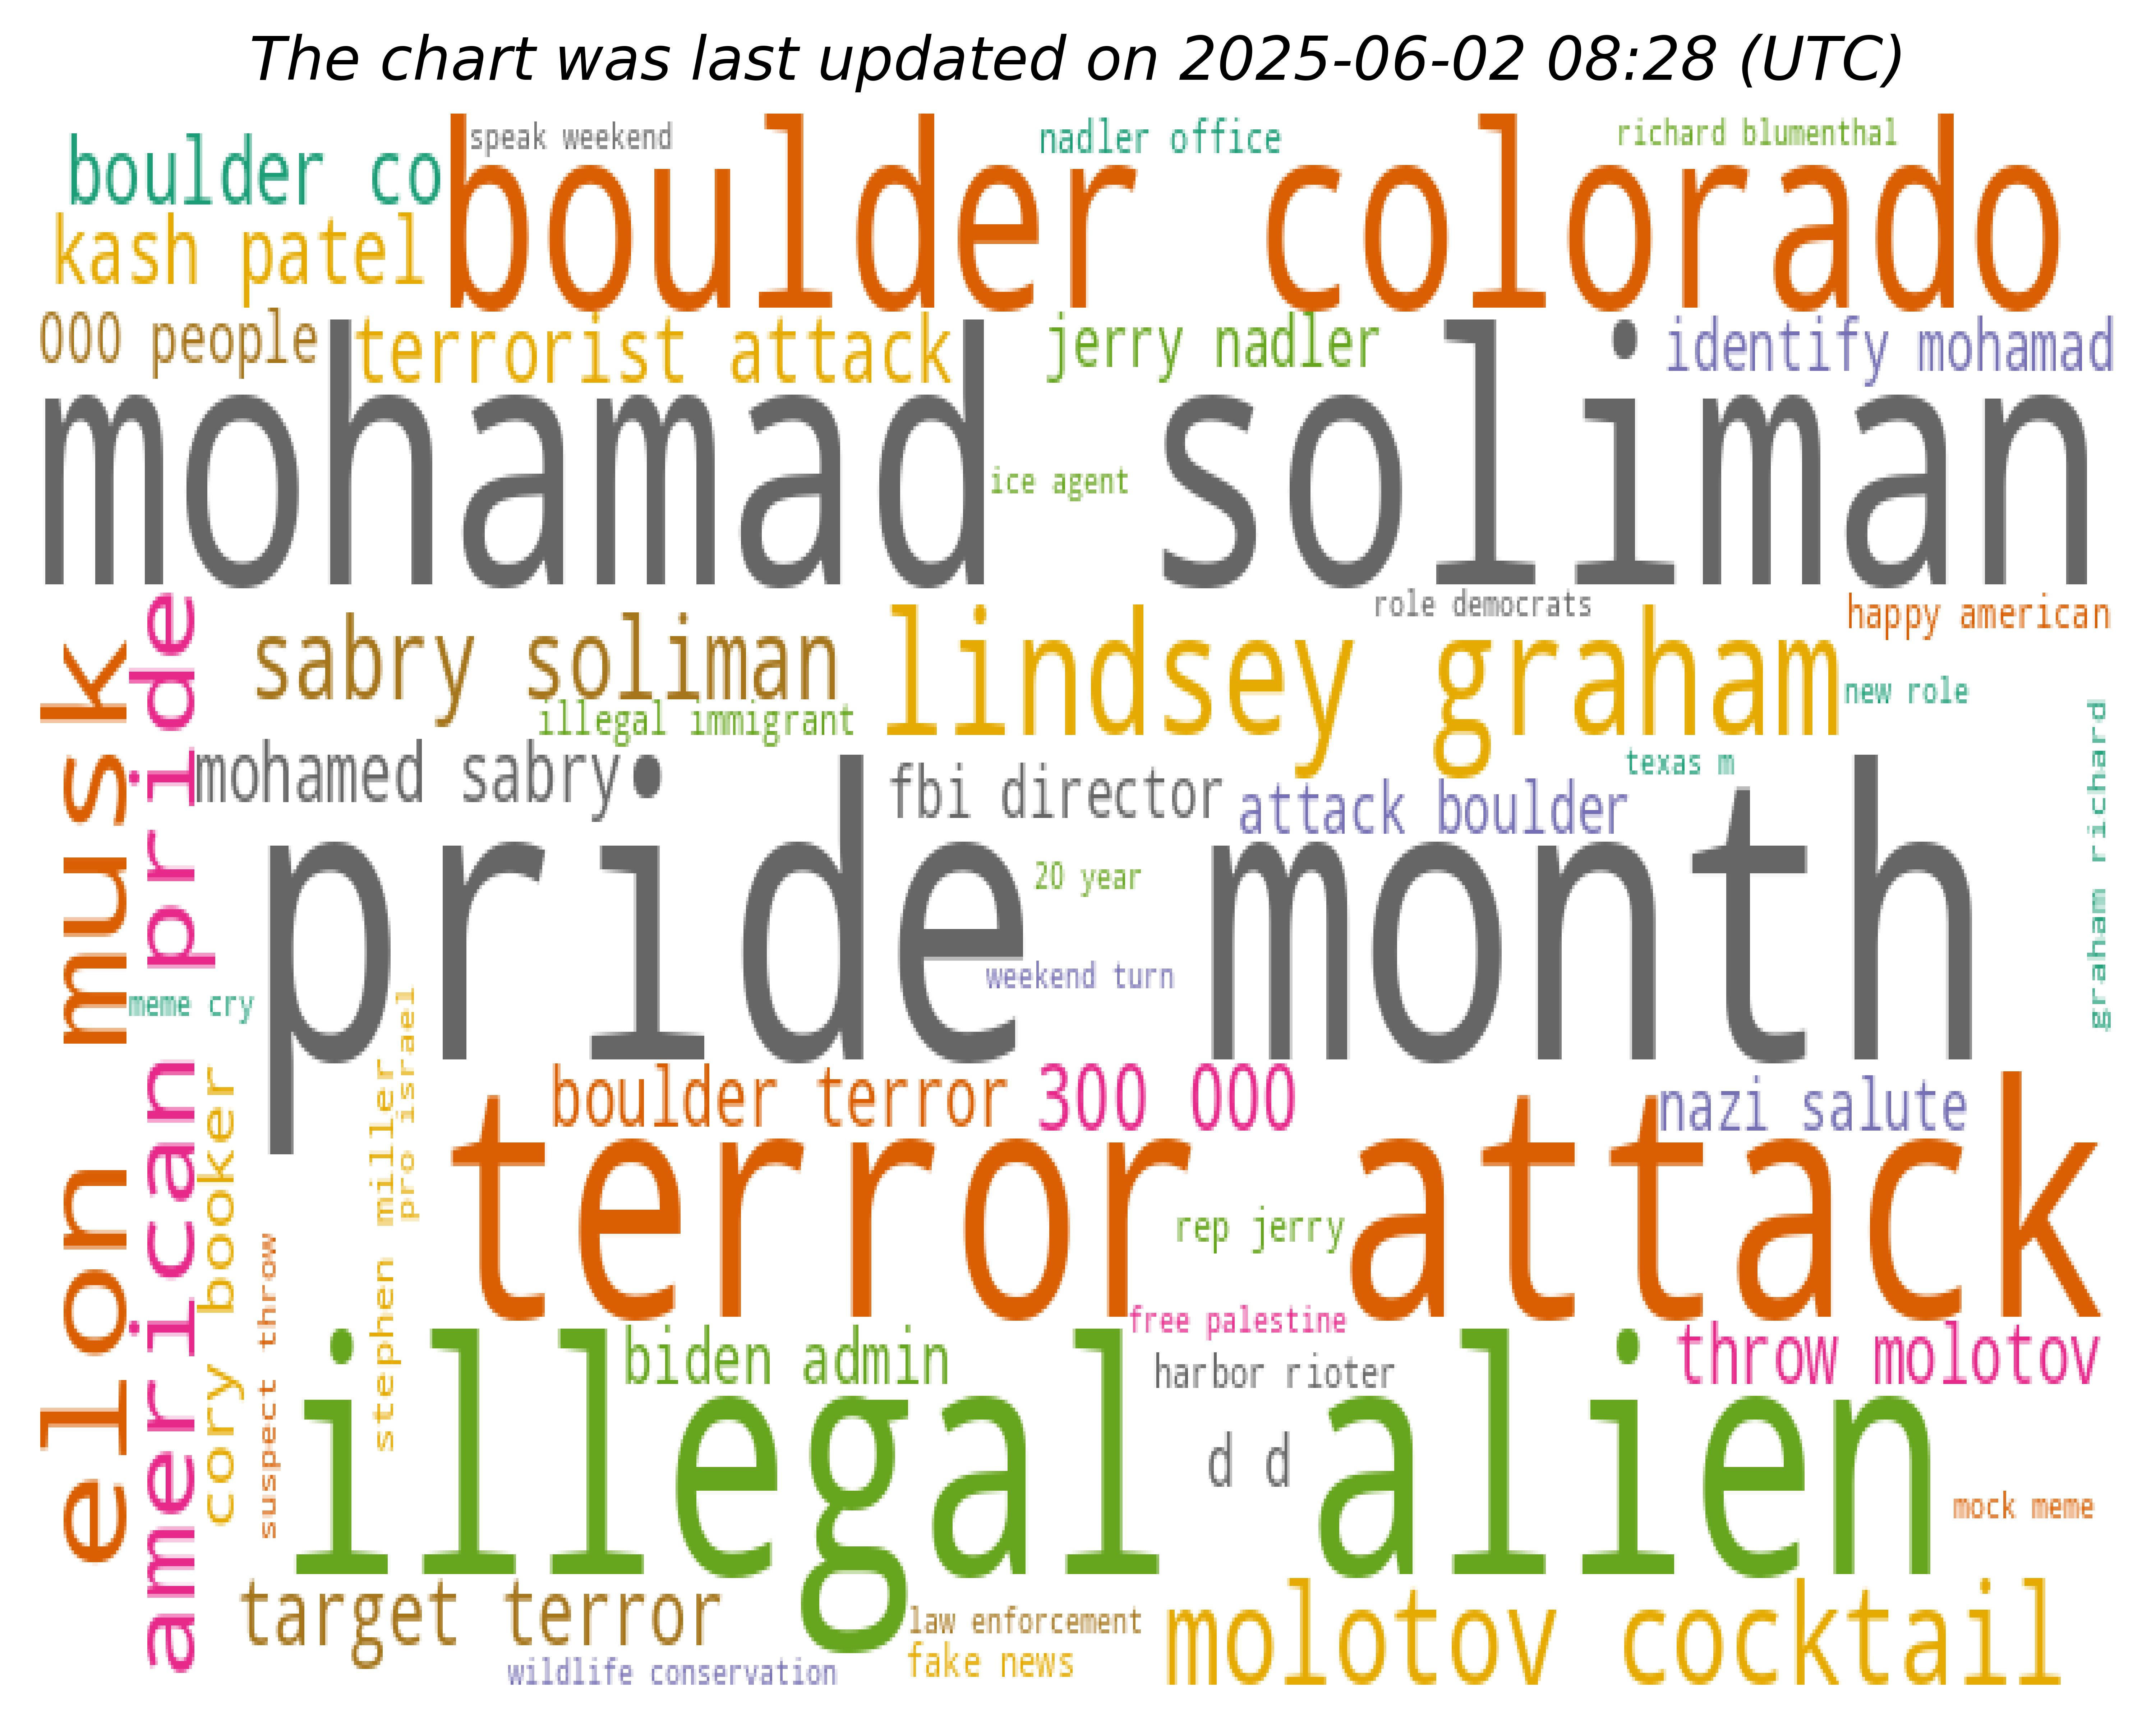 The chart was last updated on 2025-06-02 08:28 (UTC)
speak weekend
nadler office
richard blumenthal
boulder co
boulder colorado
kash patel
000 people
terrorist attack
jerry nadler
identify mohamad
mohamad soliman
ice agent
role democrats
happy american
sabry soliman
lindsey graham
new role
illegal immigrant
mohamed sabry
fbi director
attack boulder
texas m
graham richard
elon musk
american pride
pride month
20 year
weekend turn
meme cry
cory booker
stephen miller
pro israel
suspect throw
boulder terror
300 000
nazi salute
terror attack
rep jerry
free palestine
biden admin
harbor rioter
throw molotov
illegal alien
d d
mock meme
target terror
law enforcement
molotov cocktail
fake news
wildlife conservation